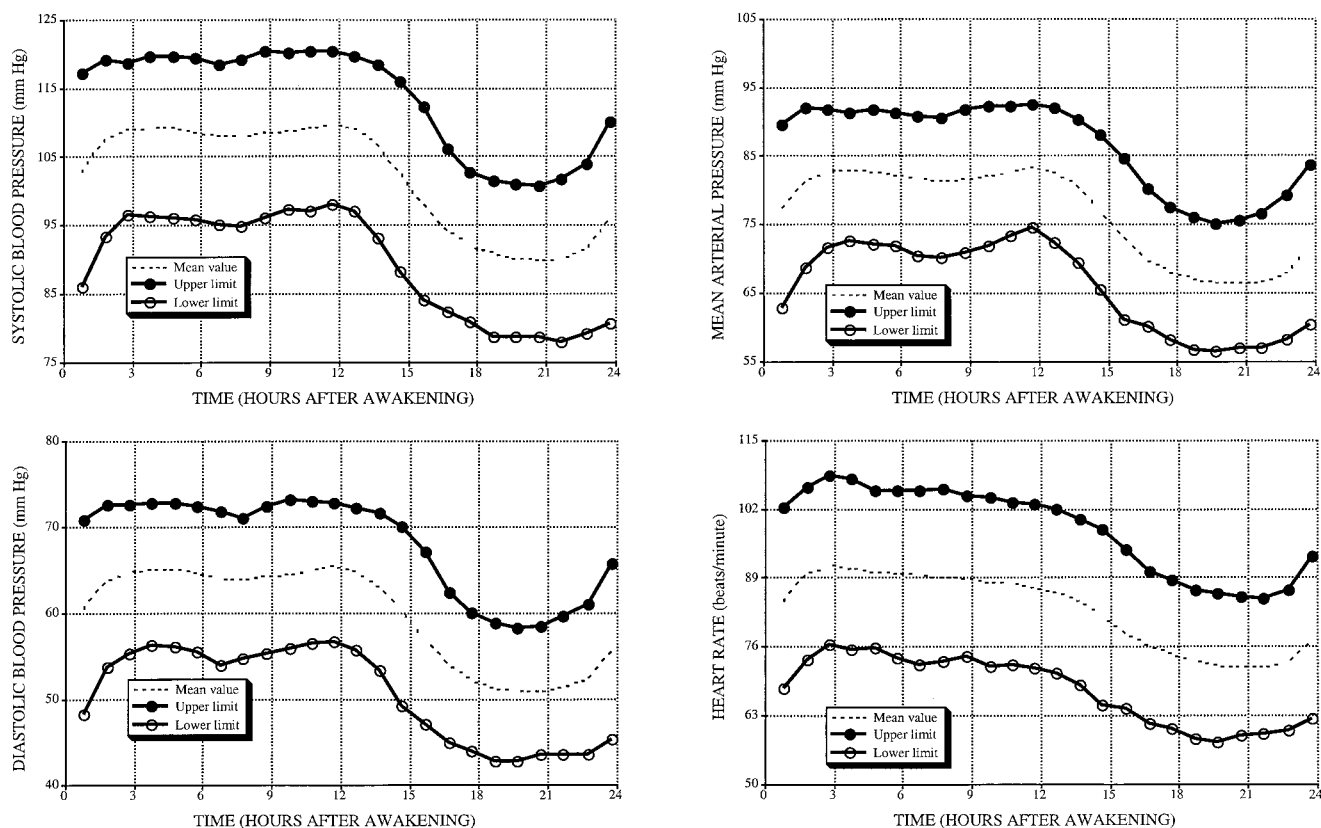 SYSTOLIC BLOOD PRESSURE (mm Hg)
125
115
105
95
85
75
Mean value
Upper limit
Lower limit
0 3 6 9 12 15 18 21 24
TIME (HOURS AFTER AWAKENING)
MEAN ARTERIAL PRESSURE (mm Hg)
105
95
85
75
65
55
Mean value
Upper limit
Lower limit
0 3 6 9 12 15 18 21 24
TIME (HOURS AFTER AWAKENING)
DIASTOLIC BLOOD PRESSURE (mm Hg)
80
70
60
50
40
Mean value
Upper limit
Lower limit
0 3 6 9 12 15 18 21 24
TIME (HOURS AFTER AWAKENING)
HEART RATE (beats/minute)
115
102
89
76
63
50
Mean value
Upper limit
Lower limit
0 3 6 9 12 15 18 21 24
TIME (HOURS AFTER AWAKENING)